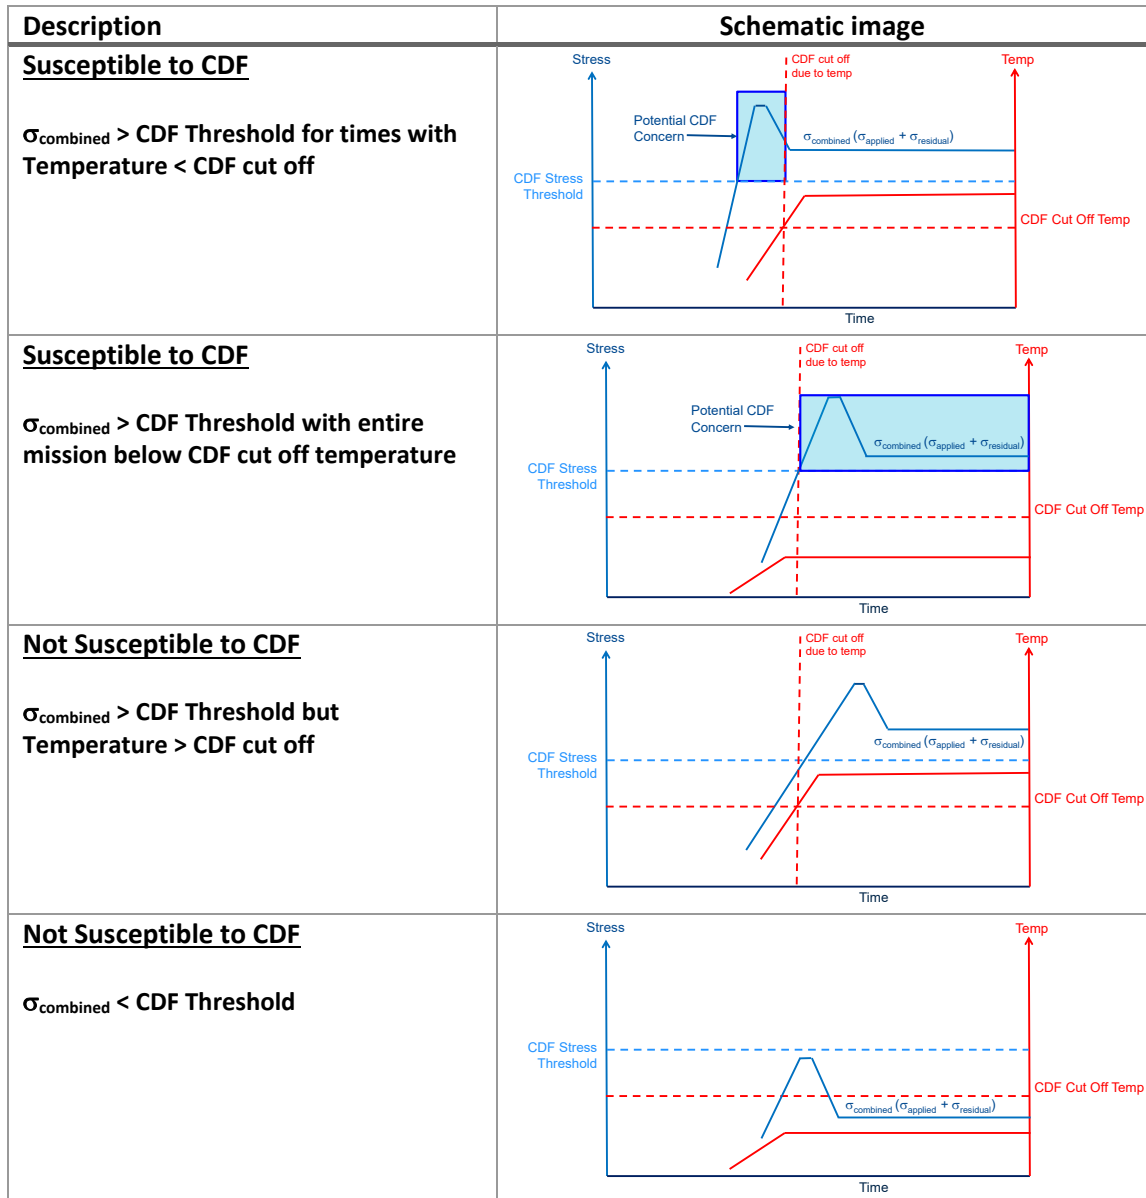 Description
Schematic image
Susceptible to CDF
σcombined > CDF Threshold for times with
Temperature < CDF cut off
Stress
CDF cut off
due to temp
Temp
Potential CDF
Concern
σcombined (σapplied + σresidual)
CDF Stress
Threshold
CDF Cut Off Temp
Time
Susceptible to CDF
σcombined > CDF Threshold with entire
mission below CDF cut off temperature
Stress
CDF cut off
due to temp
Temp
Potential CDF
Concern
σcombined (σapplied + σresidual)
CDF Stress
Threshold
CDF Cut Off Temp
Time
Not Susceptible to CDF
σcombined > CDF Threshold but
Temperature > CDF cut off
Stress
CDF cut off
due to temp
Temp
σcombined (σapplied + σresidual)
CDF Stress
Threshold
CDF Cut Off Temp
Time
Not Susceptible to CDF
σcombined < CDF Threshold
Stress
Temp
CDF Stress
Threshold
CDF Cut Off Temp
σcombined (σapplied + σresidual)
Time